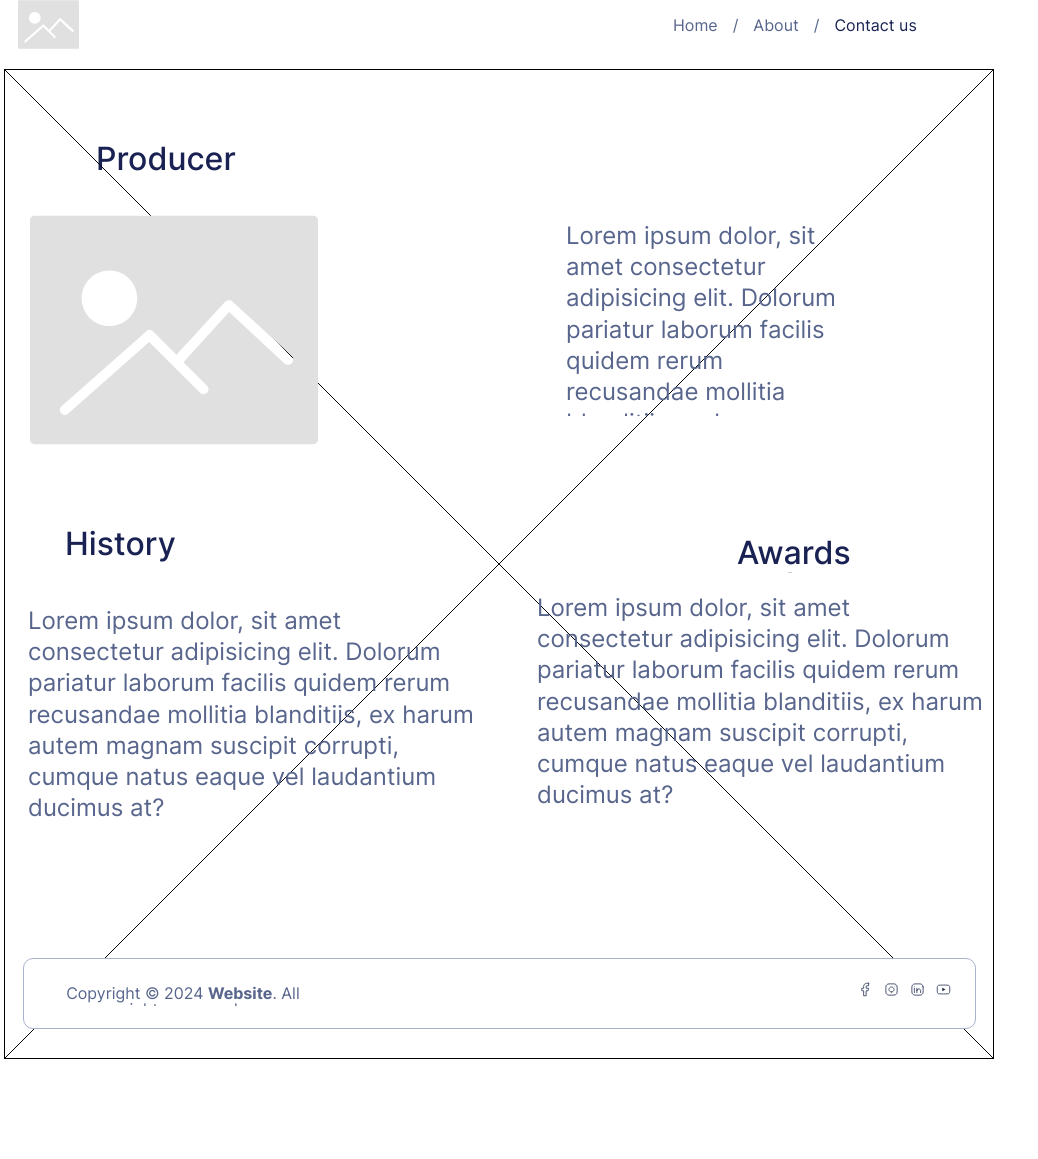 Home / About / Contact us
Producer
Lorem ipsum dolor, sit
amet consectetur
adipisicing elit. Dolorum
pariatur laborum facilis
quidem rerum
recusandae mollitia
History
Lorem ipsum dolor, sit amet
consectetur adipisicing elit. Dolorum
pariatur laborum facilis quidem rerum
recusandae mollitia blanditiis, ex harum
autem magnam suscipit corrupti,
cumque natus eaque vel laudantium
ducimus at?
Awards
Lorem ipsum dolor, sit amet
consectetur adipisicing elit. Dolorum
pariatur laborum facilis quidem rerum
recusandae mollitia blanditiis, ex harum
autem magnam suscipit corrupti,
cumque natus eaque vel laudantium
ducimus at?
Copyright © 2024 Website. All